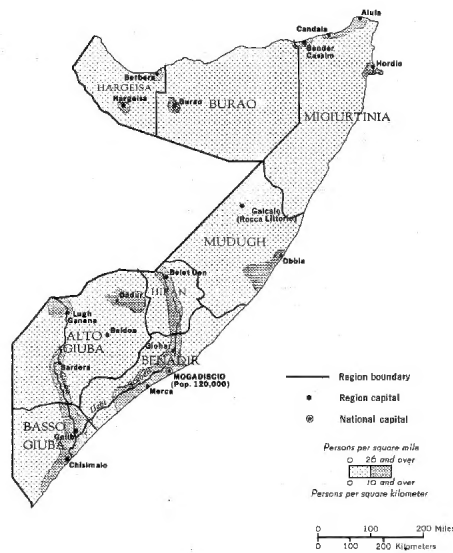 Alula
Candala
Bender
Cassim
Hordio
Berbera
HARGEISA
Hargeisa
Burao
BURAO
MIGIURTINIA
Galcaio
(Rocca Littorio)
MUDUGH
Obbia
Belet Uen
HIRAN
Oddur
Lugh
Ganana
ALTO
GIUBA
Baidoa
Bardera
Giohar
BENADIR
MOGADISCIO
(Pop. 120,000)
Merca
BASSO
GIUBA
Gelib
Chisimaio
Region boundary
Region capital
National capital
Persons per square mile
0 26 and over
0 10 and over
Persons per square kilometer
0 100 200 Miles
0 100 200 Kilometers